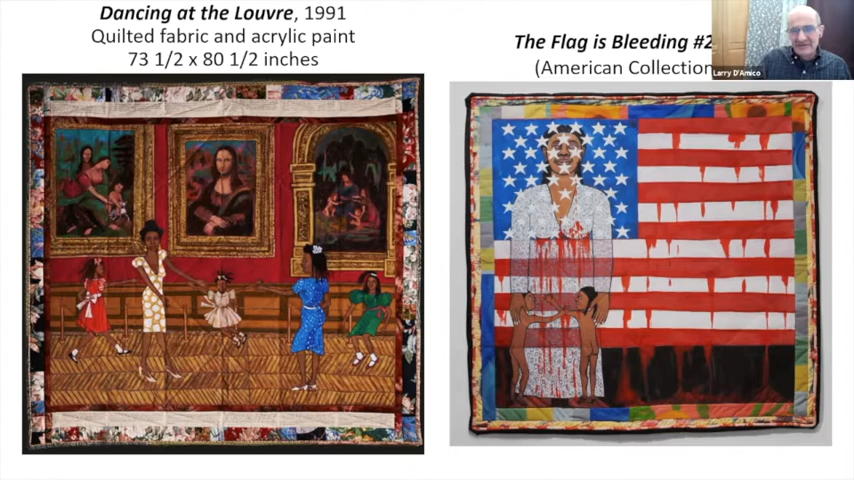 Dancing at the Louvre, 1991
Quilted fabric and acrylic paint
73 1/2 x 80 1/2 inches
The Flag is Bleeding #2
(American Collection
Larry D'Amico